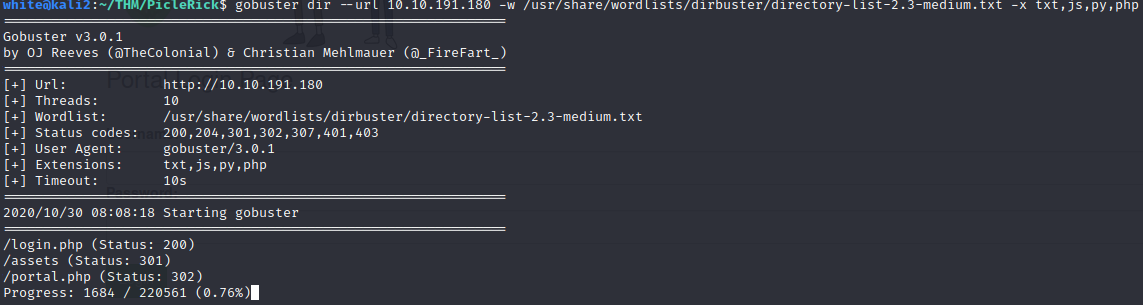 white@kali2:~/THM/PicleRick$ gobuster dir --url 10.10.191.180 -w /usr/share/wordlists/dirbuster/directory-list-2.3-medium.txt -x txt,js,py,php
===============================================================
Gobuster v3.0.1
by OJ Reeves (@TheColonial) & Christian Mehlmauer (@_FireFart_)
===============================================================
[+] Url:            http://10.10.191.180
[+] Threads:        10
[+] Wordlist:       /usr/share/wordlists/dirbuster/directory-list-2.3-medium.txt
[+] Status codes:   200,204,301,302,307,401,403
[+] User Agent:     gobuster/3.0.1
[+] Extensions:     txt,js,py,php
[+] Timeout:        10s
===============================================================
2020/10/30 08:08:18 Starting gobuster
===============================================================
/login.php (Status: 200)
/assets (Status: 301)
/portal.php (Status: 302)
Progress: 1684 / 220561 (0.76%)